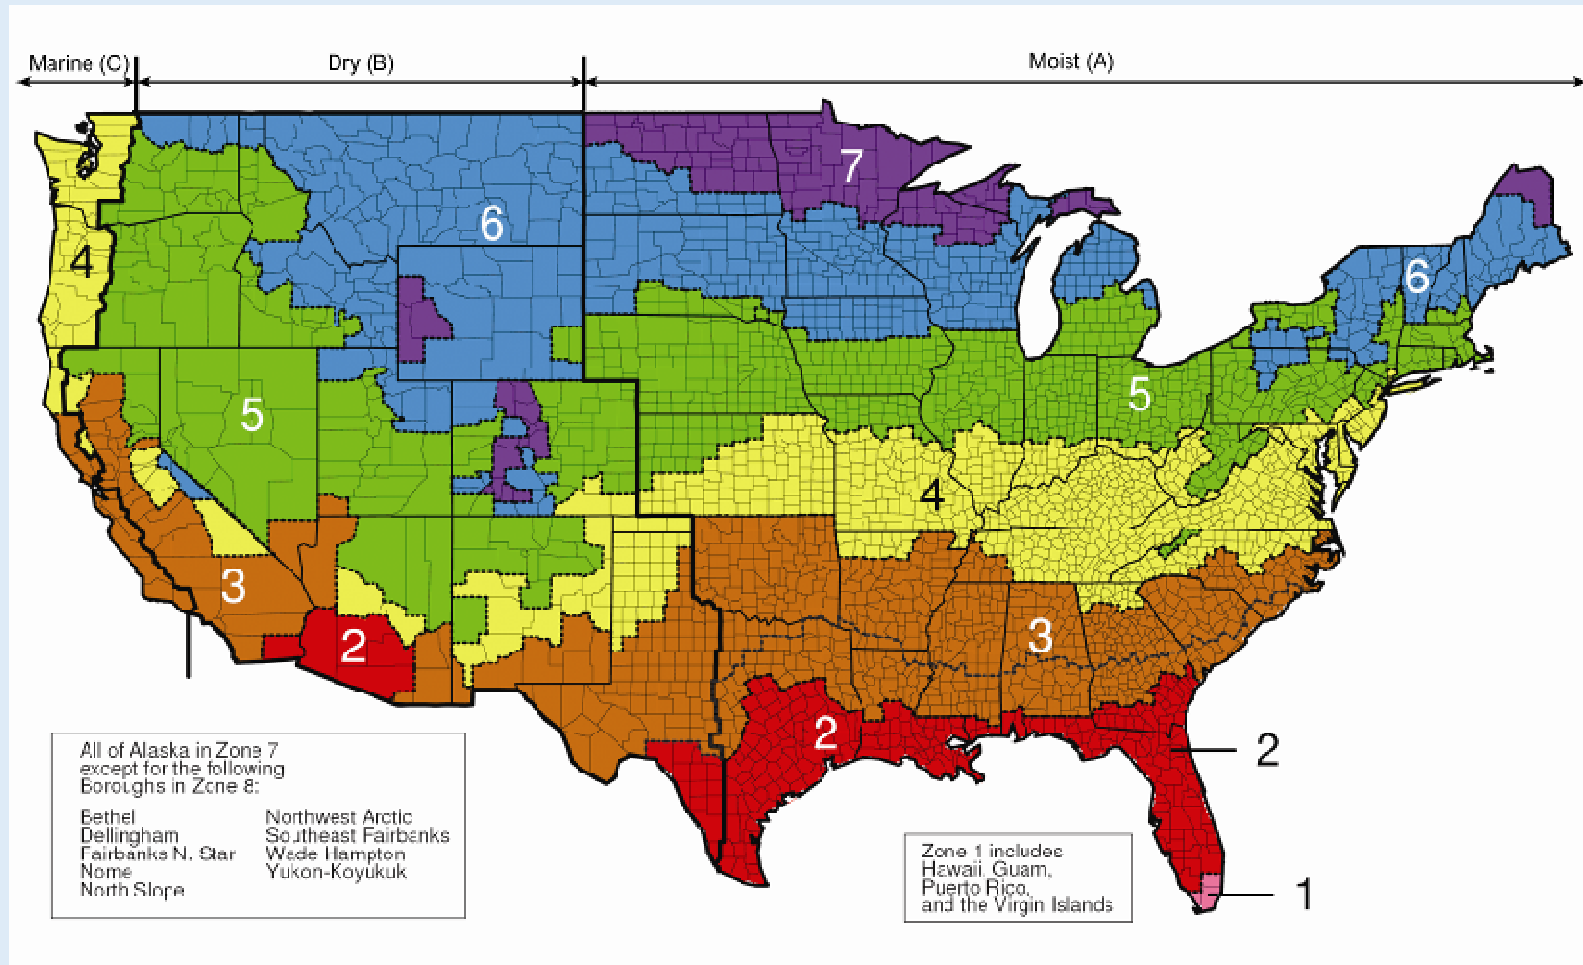 Marine (C)
Dry (B)
Moist (A)
7
6
4
6
5
5
4
3
2
3
2
2
1
All of Alaska in Zone 7
except for the following
Boroughs in Zone 8:
Bethel
Northwest Arctic
Dellingham
Southeast Fairbanks
Fairbanks N. Star
Wade Hampton
Nome
Yukon-Koyukuk
North Slope
Zone 1 includes
Hawaii, Guam,
Puerto Rico,
and the Virgin Islands